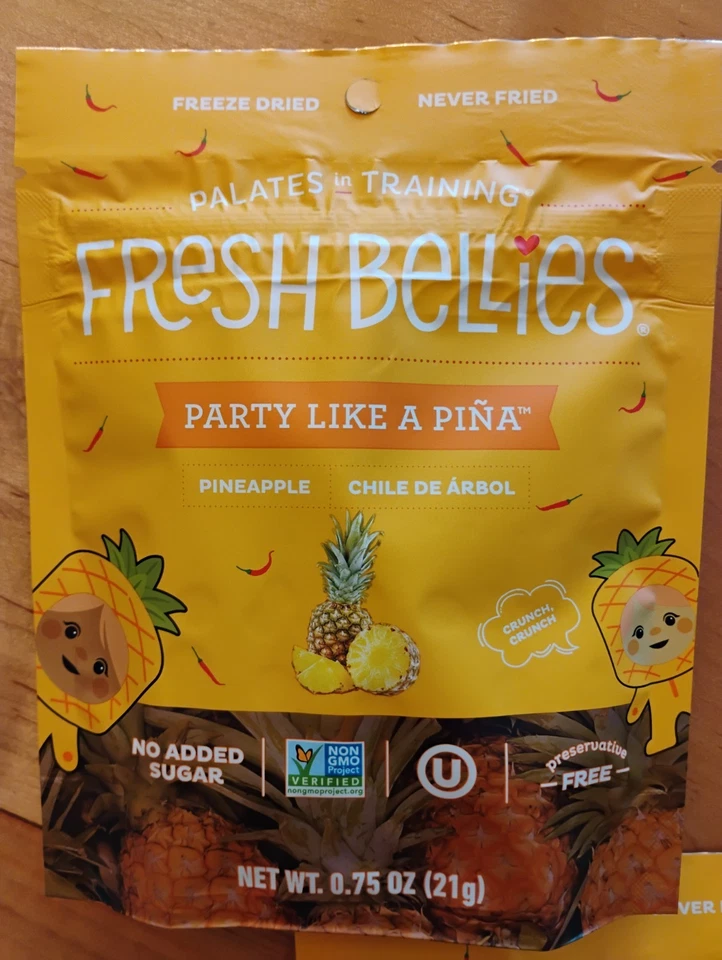 FREEZE DRIED
NEVER FRIED
PALATES in TRAINING™
FReSH BeLLies®
PARTY LIKE A PIÑA™
PINEAPPLE
CHILE DE ÁRBOL
CRUNCH,
CRUNCH
NO ADDED
SUGAR
NON
GMO
Project
VERIFIED
nongmoproject.org
U
preservative
FREE
NET WT. 0.75 OZ (21g)
VER